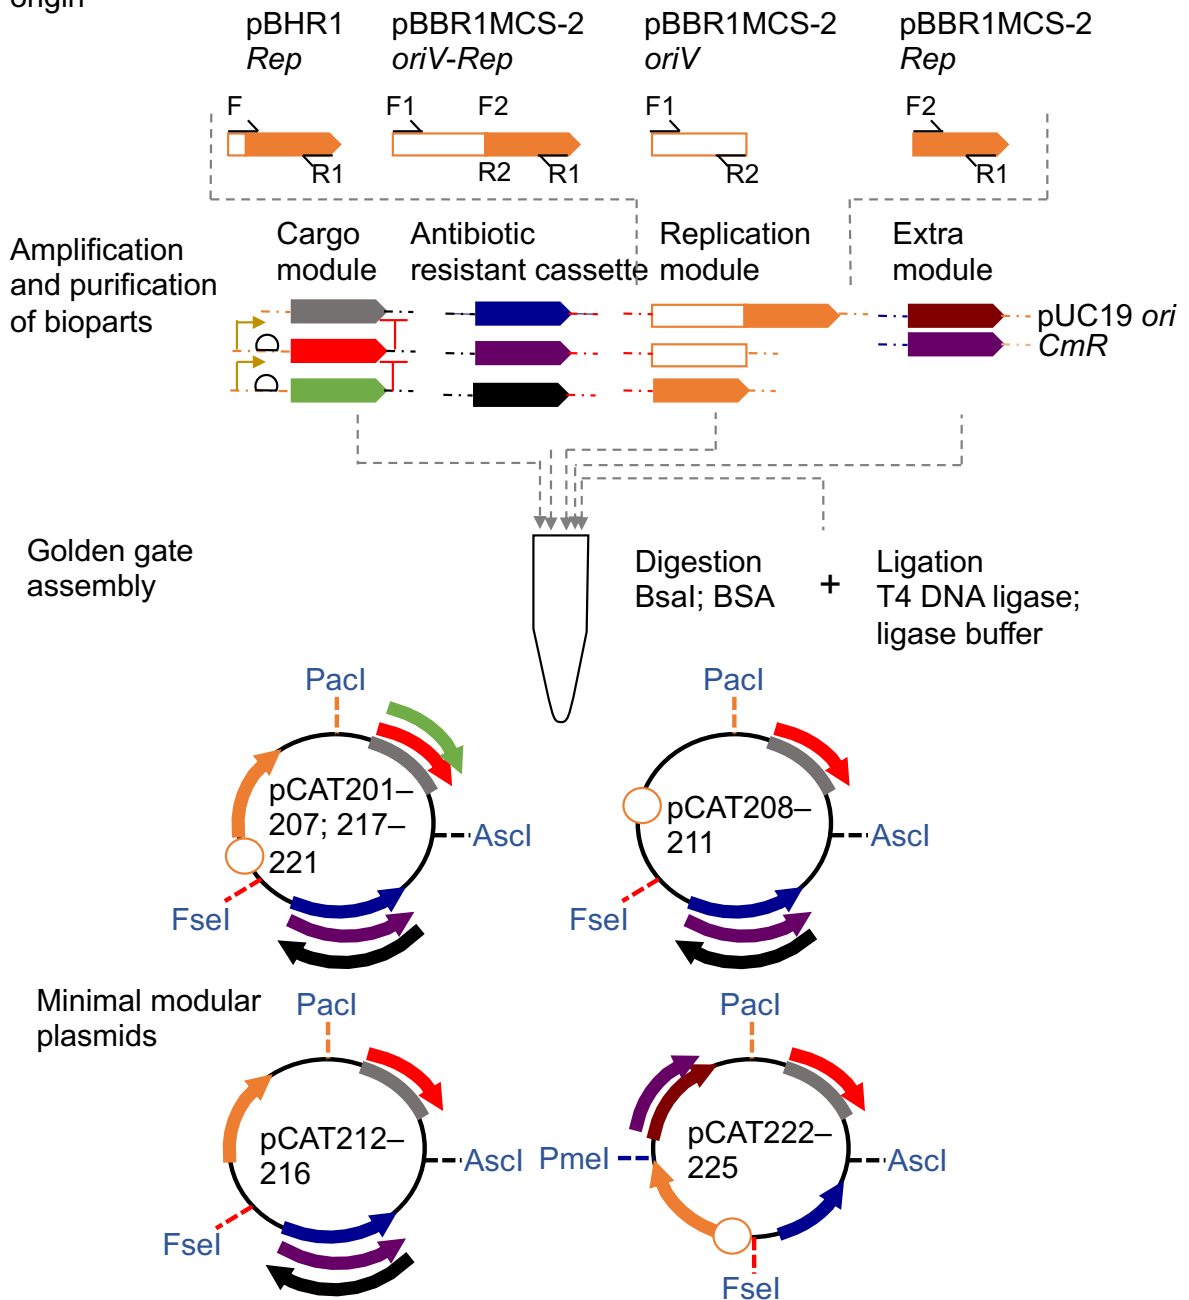 origin
pBHR1 pBBR1MCS-2 pBBR1MCS-2 pBBR1MCS-2
Rep oriV-Rep oriV Rep
F F1 F2 F1 F2
R1 R2 R1 R2 R1
Amplification
and purification
of bioparts
Cargo
module
Antibiotic
resistant cassette
Replication
module
Extra
module
pUC19 ori
CmR
Golden gate
assembly
Digestion
BsaI; BSA
+
Ligation
T4 DNA ligase;
ligase buffer
PacI
pCAT201–
207; 217–
221
AscI
FseI
PacI
pCAT208–
211
AscI
FseI
Minimal modular
plasmids
PacI
pCAT212–
216
AscI
FseI
PacI
pCAT222–
225
PmeI
AscI
FseI